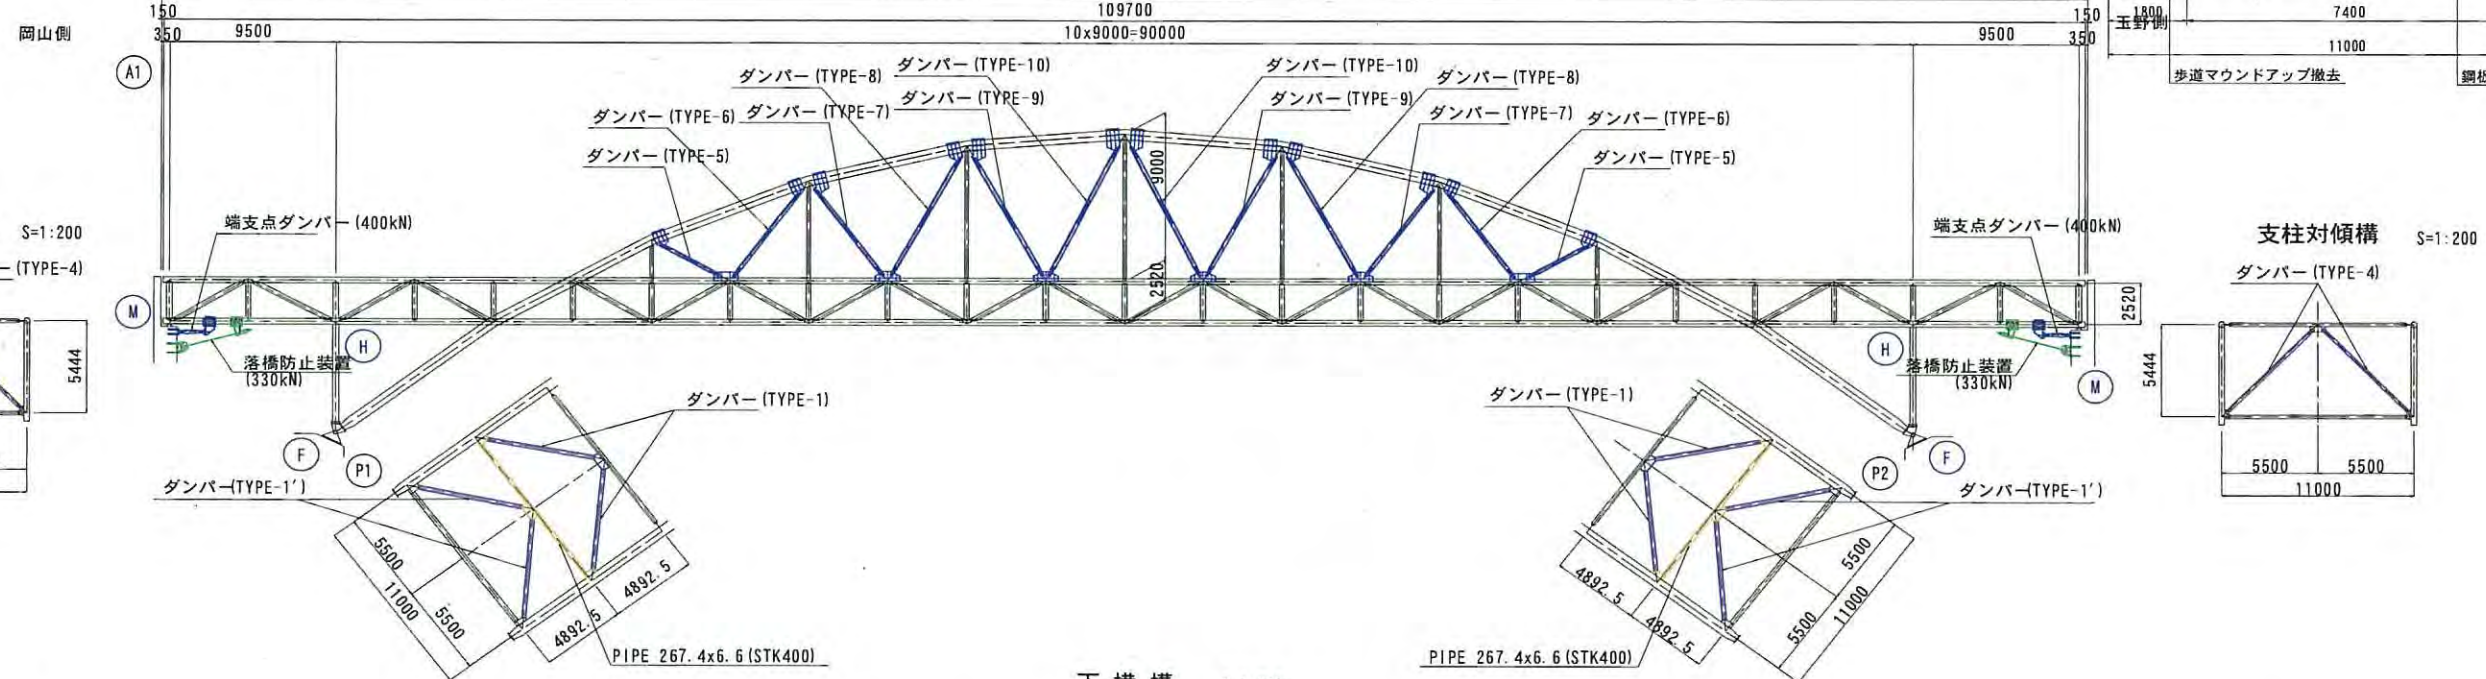 岡山側
150
109700
150
玉野側
1800
7400
350
9500
10x9000=90000
9500
350
11000
歩道マウンドアップ撤去
鋼板
A1
ダンパー(TYPE-8)
ダンパー(TYPE-10)
ダンパー(TYPE-10)
ダンパー(TYPE-8)
ダンパー(TYPE-6)
ダンパー(TYPE-7)
ダンパー(TYPE-9)
ダンパー(TYPE-9)
ダンパー(TYPE-7)
ダンパー(TYPE-6)
ダンパー(TYPE-5)
ダンパー(TYPE-5)
9000
2520
S=1:200
(TYPE-4)
端支点ダンパー(400kN)
端支点ダンパー(400kN)
支柱対傾構 S=1:200
ダンパー(TYPE-4)
M
H
H
M
2520
落橋防止装置
(330kN)
落橋防止装置
(330kN)
5444
5444
F
P1
P2
F
ダンパー(TYPE-1)
ダンパー(TYPE-1)
ダンパー(TYPE-1')
ダンパー(TYPE-1')
5500 5500
11000
5500
11000
5500
4892.5
4892.5
4892.5
4892.5
5500
11000
5500
PIPE 267.4x6.6(STK400)
PIPE 267.4x6.6(STK400)